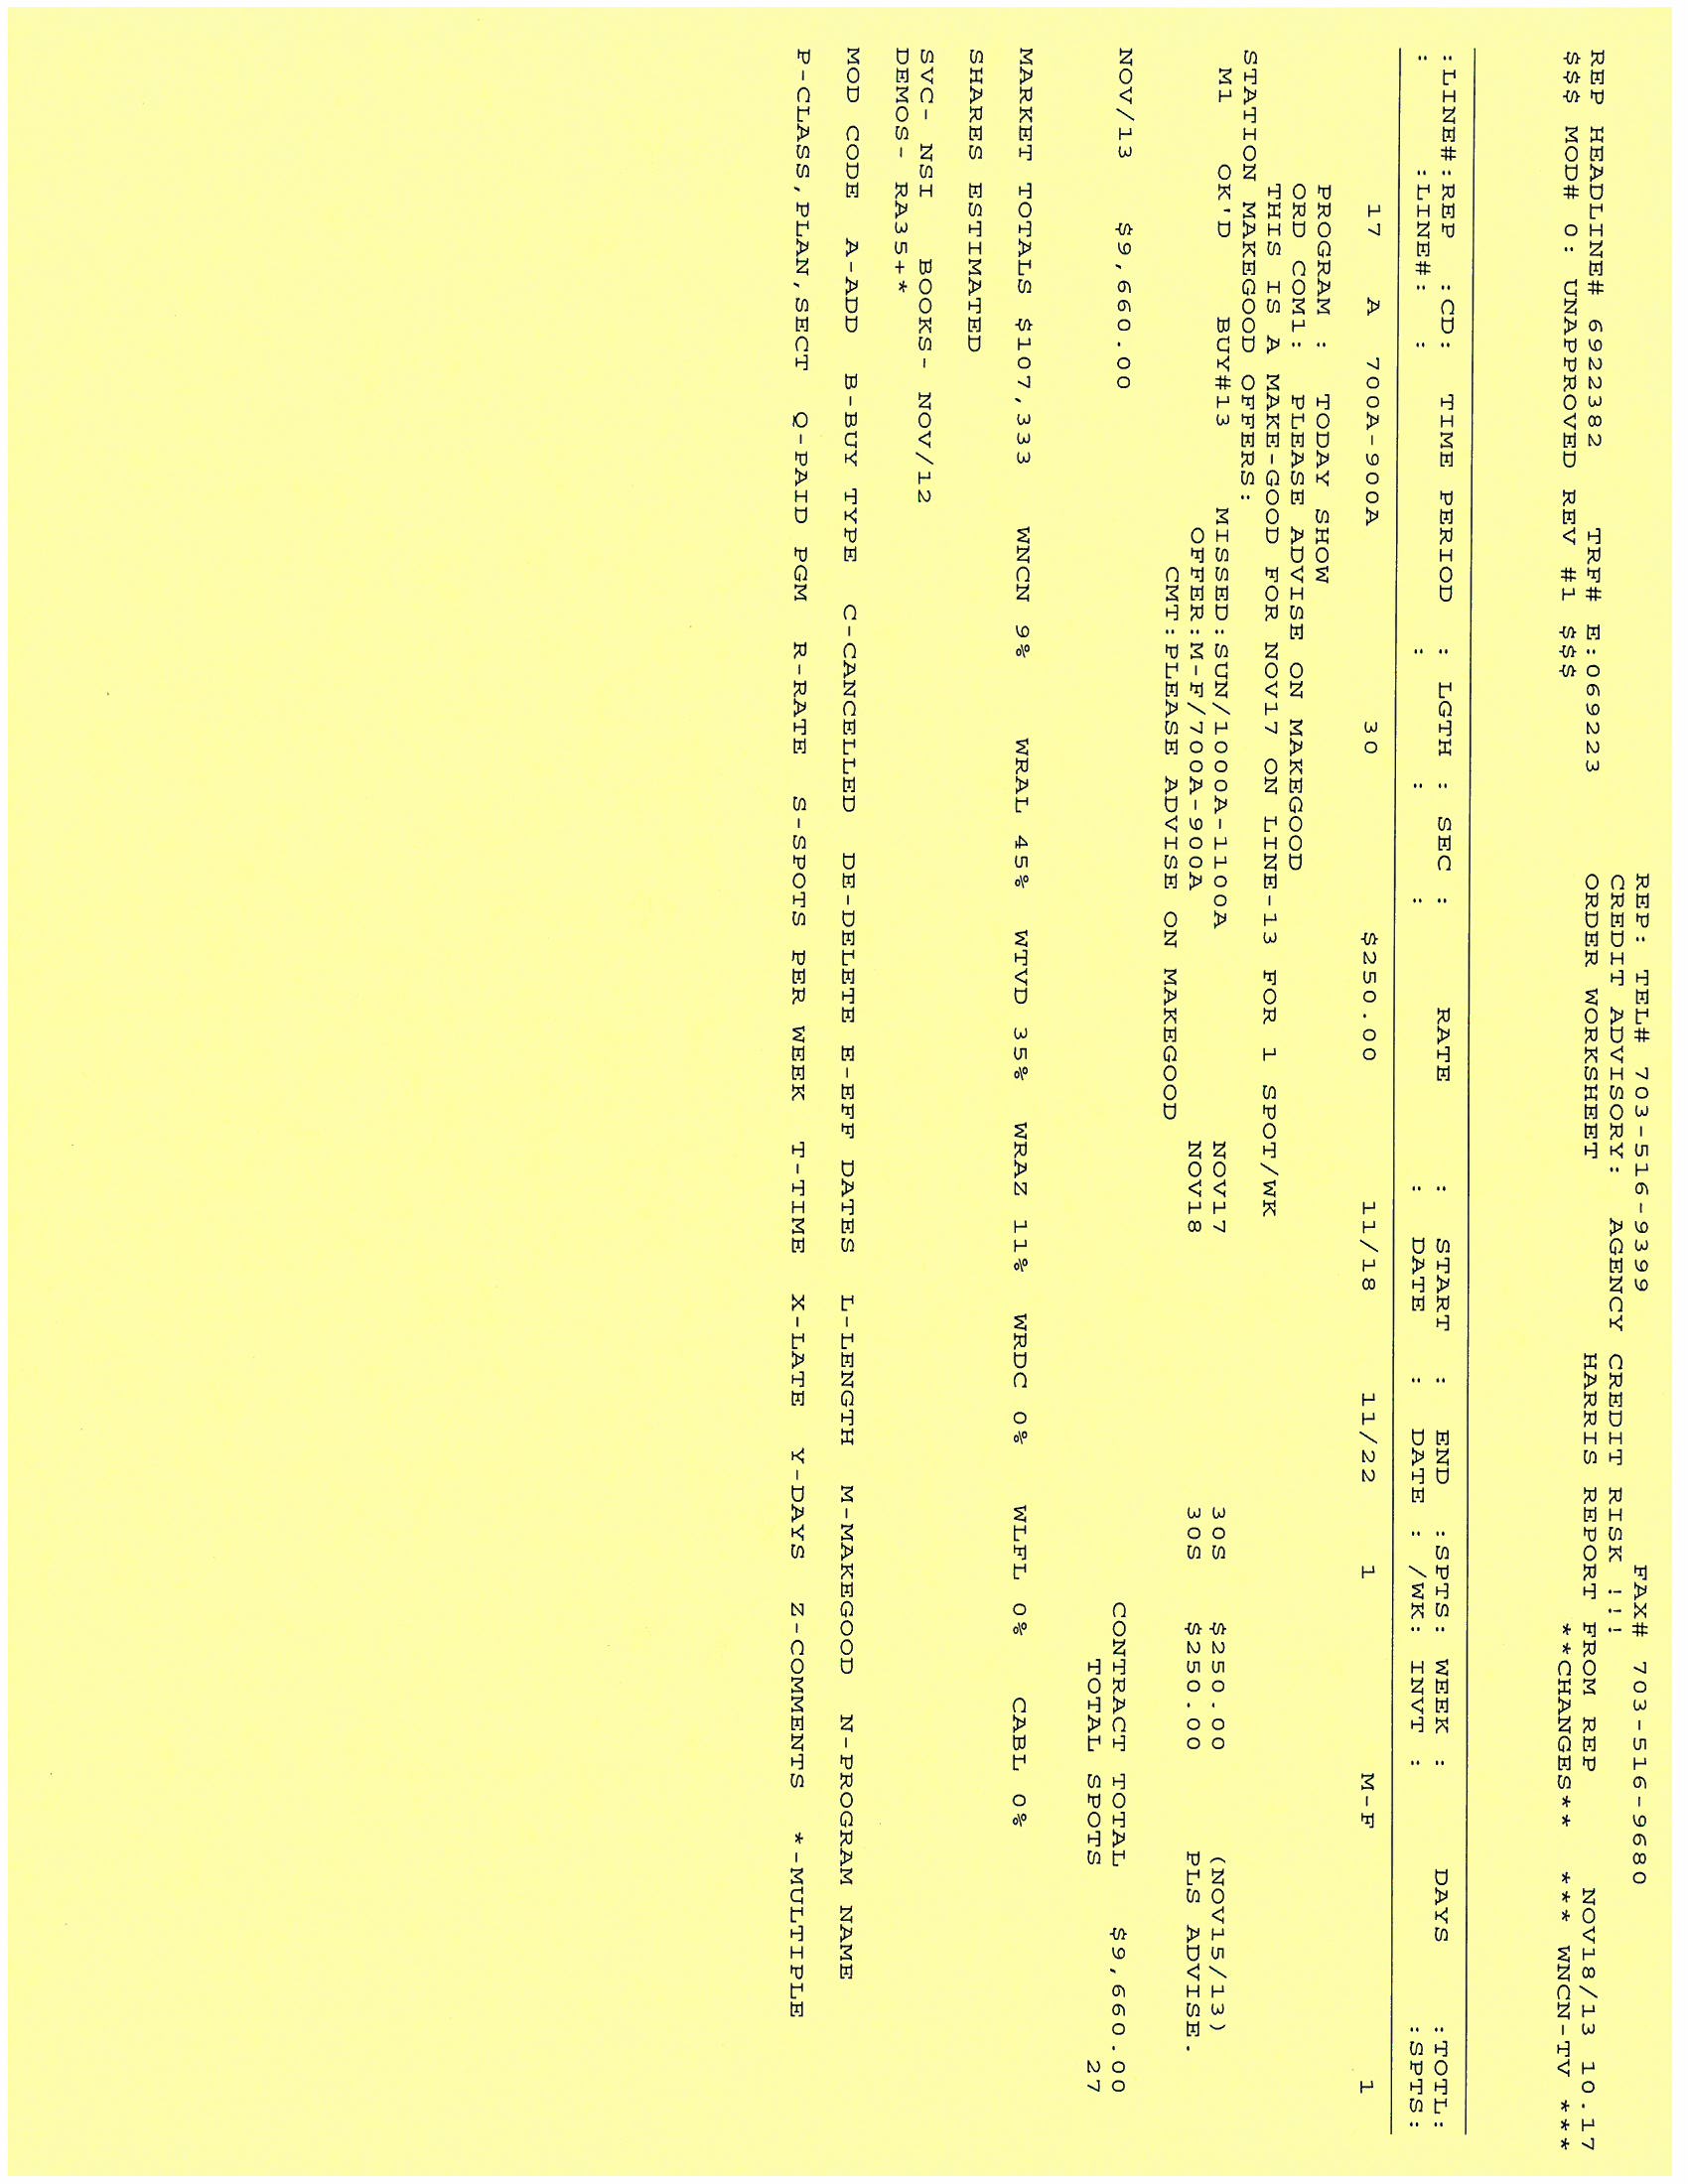 REP: TEL# 703-516-9399 FAX# 703-516-9680
CREDIT ADVISORY: AGENCY CREDIT RISK !!!
REP HEADLINE# 6922382 TRF# E:069223 ORDER WORKSHEET HARRIS REPORT FROM REP NOV18/13 10.17
$$$ MOD# 0: UNAPPROVED REV #1 $$$ **CHANGES** *** WNCN-TV ***
:LINE#:REP :CD: TIME PERIOD : LGTH : SEC : RATE : START : END :SPTS: WEEK : DAYS :TOTL:
: :LINE#: : : : : : DATE : DATE : /WK: INVT : :SPTS:
17 A 700A-900A 30 $250.00 11/18 11/22 1 M-F 1
PROGRAM : TODAY SHOW
ORD COM1: PLEASE ADVISE ON MAKEGOOD
THIS IS A MAKE-GOOD FOR NOV17 ON LINE-13 FOR 1 SPOT/WK
STATION MAKEGOOD OFFERS:
M1 OK'D BUY#13 MISSED:SUN/1000A-1100A NOV17 30S $250.00 (NOV15/13)
OFFER:M-F/700A-900A NOV18 30S $250.00 PLS ADVISE.
CMT:PLEASE ADVISE ON MAKEGOOD
NOV/13 $9,660.00 CONTRACT TOTAL $9,660.00
TOTAL SPOTS 27
MARKET TOTALS $107,333 WNCN 9% WRAL 45% WTVD 35% WRAZ 11% WRDC 0% WLFL 0% CABL 0%
SHARES ESTIMATED
SVC- NSI BOOKS- NOV/12
DEMOS- RA35+*
MOD CODE A-ADD B-BUY TYPE C-CANCELLED DE-DELETE E-EFF DATES L-LENGTH M-MAKEGOOD N-PROGRAM NAME
P-CLASS,PLAN,SECT Q-PAID PGM R-RATE S-SPOTS PER WEEK T-TIME X-LATE Y-DAYS Z-COMMENTS *-MULTIPLE